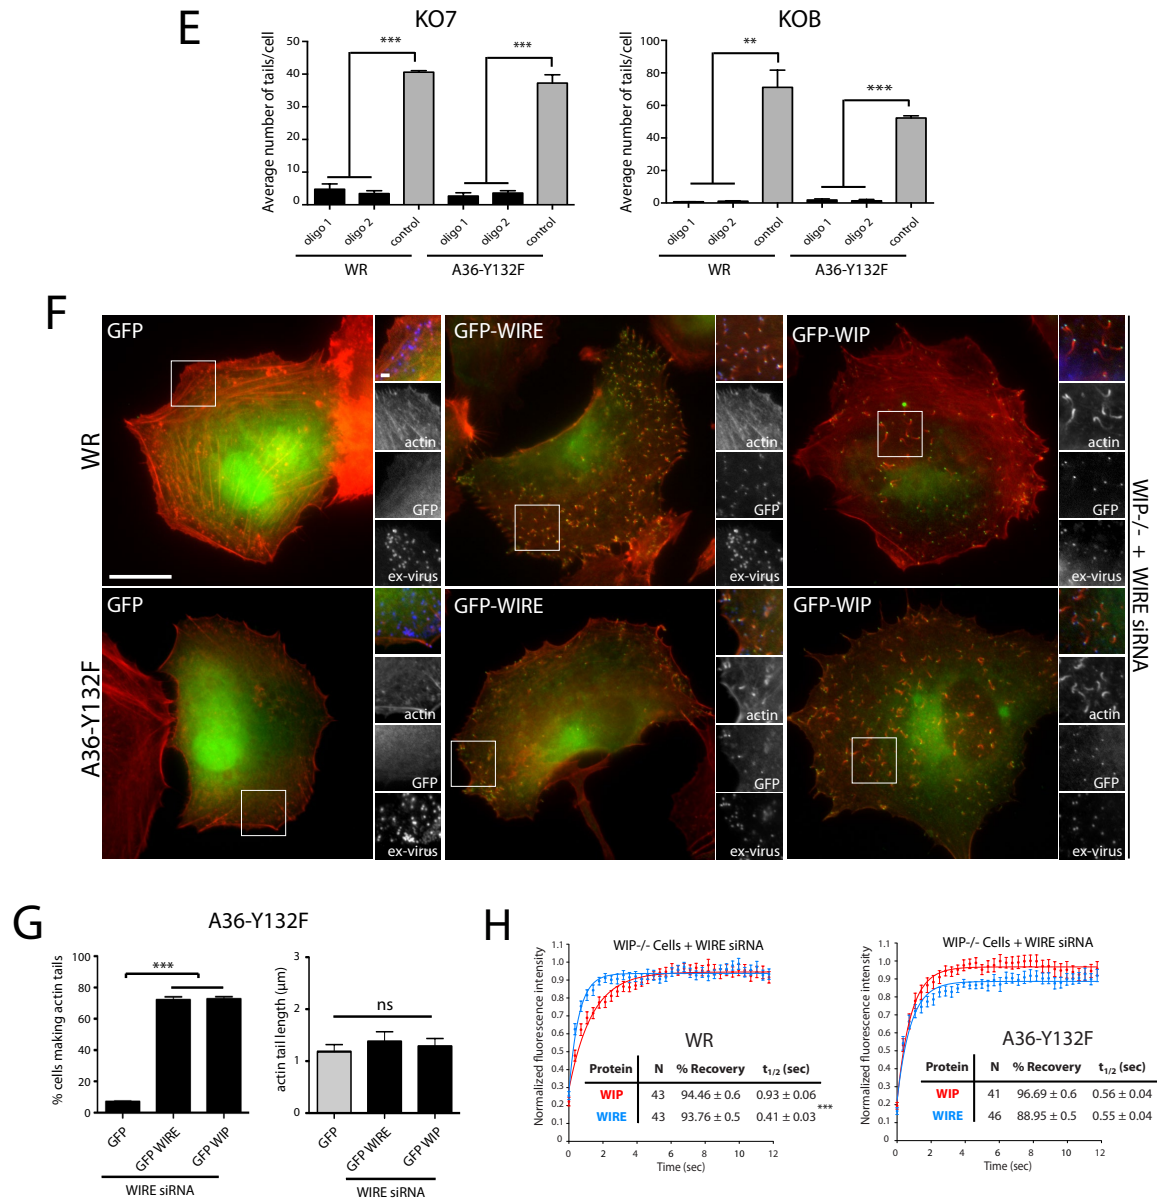 E
KO7
Average number of tails/cell
50
40
30
20
10
0
***
***
oligo 1
oligo 2
control
oligo 1
oligo 2
control
WR
A36-Y132F
KOB
Average number of tails/cell
100
80
60
40
20
0
**
***
oligo 1
oligo 2
control
oligo 1
oligo 2
control
WR
A36-Y132F
F
WR
GFP
actin
GFP
ex-virus
GFP-WIRE
actin
GFP
ex-virus
GFP-WIP
actin
GFP
ex-virus
A36-Y132F
GFP
actin
GFP
ex-virus
GFP-WIRE
actin
GFP
ex-virus
GFP-WIP
actin
GFP
ex-virus
WIP-/- + WIRE siRNA
G
A36-Y132F
% cells making actin tails
100
80
60
40
20
0
***
GFP
GFP WIRE
GFP WIP
WIRE siRNA
actin tail length (µm)
3
2
1
0
ns
GFP
GFP WIRE
GFP WIP
WIRE siRNA
H
WIP-/- Cells + WIRE siRNA
Normalized fluorescence intensity
1.1
1.0
0.9
0.8
0.7
0.6
0.5
0.4
0.3
0.2
0.1
0
WR
Protein N % Recovery t1/2 (sec)
WIP 43 94.46 ± 0.6 0.93 ± 0.06
WIRE 43 93.76 ± 0.5 0.41 ± 0.03 ***
0 2 4 6 8 10 12
Time (sec)
WIP-/- Cells + WIRE siRNA
Normalized fluorescence intensity
1.1
1.0
0.9
0.8
0.7
0.6
0.5
0.4
0.3
0.2
0.1
0
A36-Y132F
Protein N % Recovery t1/2 (sec)
WIP 41 96.69 ± 0.6 0.56 ± 0.04
WIRE 46 88.95 ± 0.5 0.55 ± 0.04
0 2 4 6 8 10 12
Time (sec)